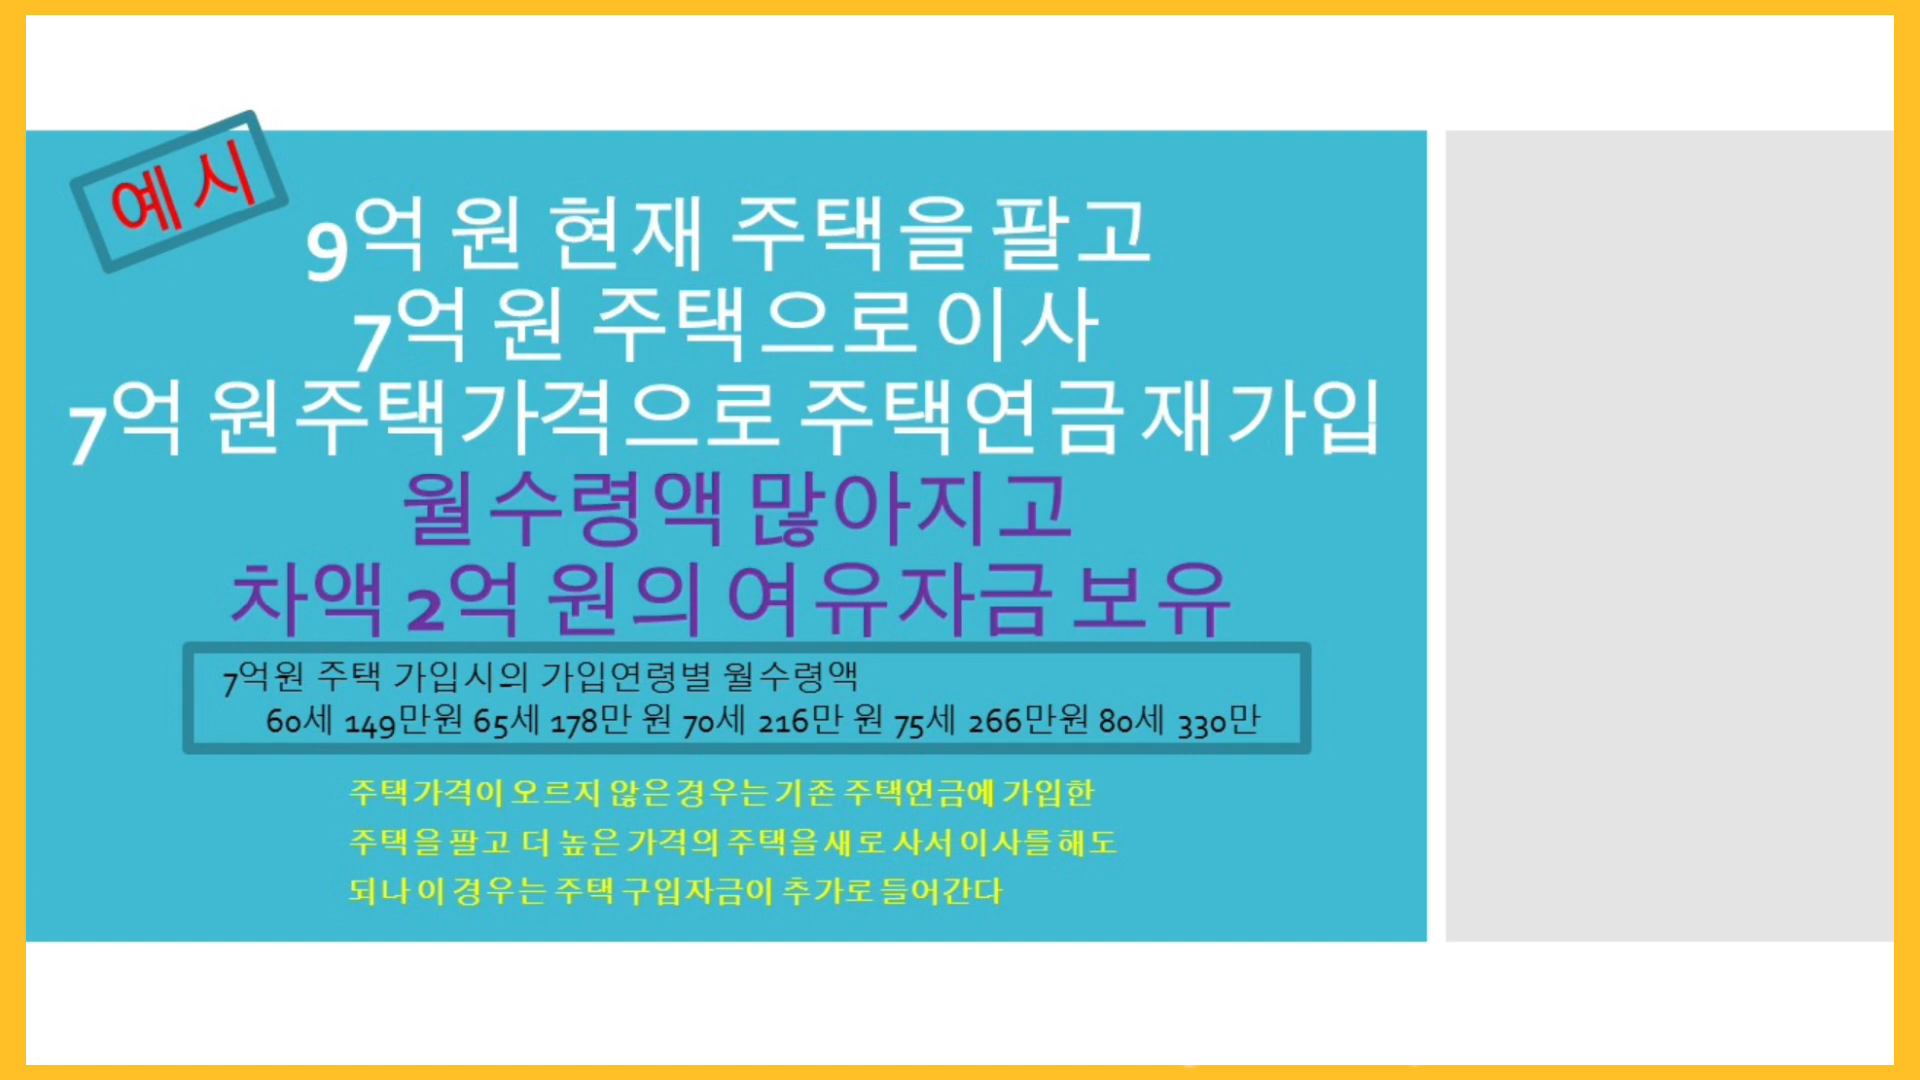 예시
9억 원 현재 주택을 팔고
7억 원 주택으로 이사
7억 원 주택가격으로 주택연금 재가입
월수령액 많아지고
차액 2억 원의 여유자금 보유
7억원 주택 가입시의 가입연령별 월수령액
60세 149만원 65세 178만 원 70세 216만 원 75세 266만원 80세 330만
주택가격이 오르지 않은경우는 기존 주택연금에 가입한
주택을 팔고 더 높은 가격의 주택을 새로 사서 이사를 해도
되나 이 경우는 주택 구입자금이 추가로 들어간다